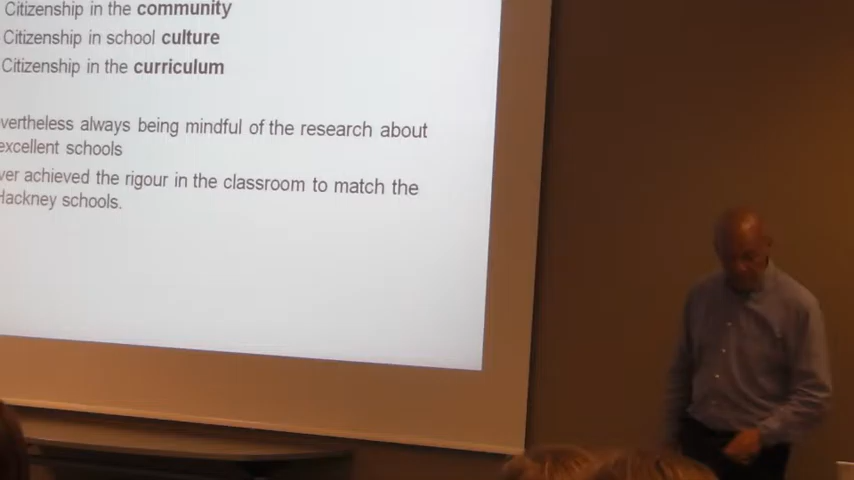 Citizenship in the community
Citizenship in school culture
Citizenship in the curriculum
vertheless always being mindful of the research about
excellent schools
ver achieved the rigour in the classroom to match the
Hackney schools.